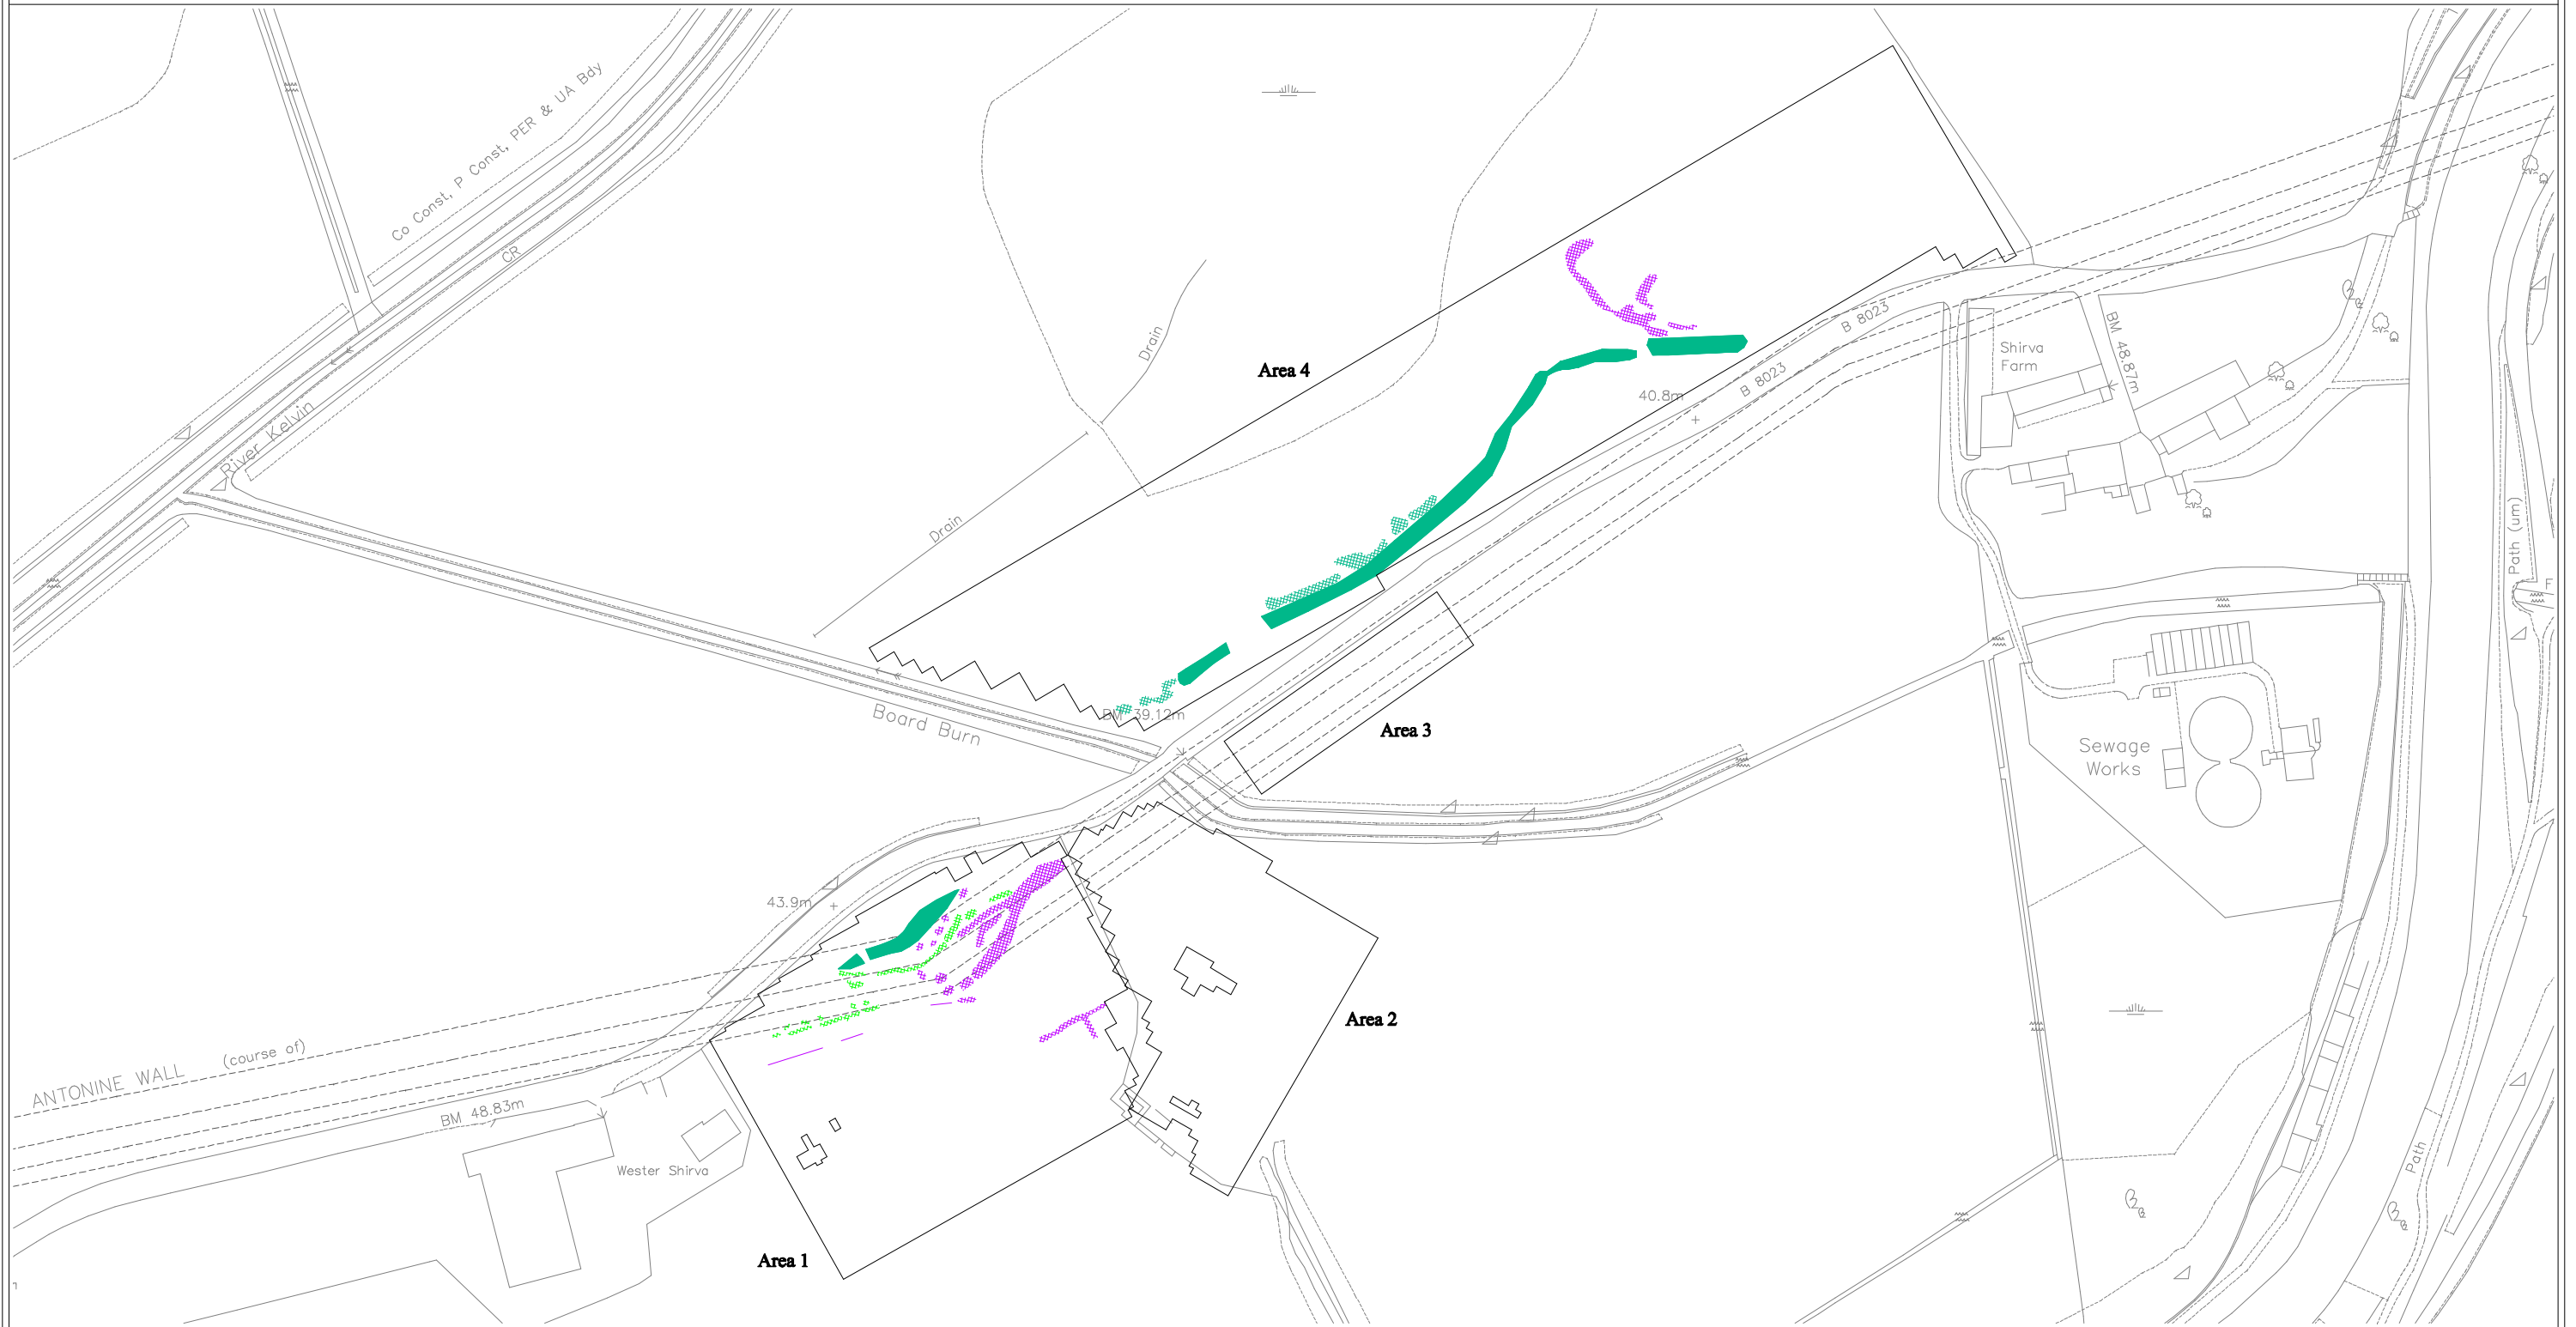 Co Const, P Const, PER & UA Bdy
CR
River Kelvin
Drain
Drain
Area 4
B 8023
B 8023
40.8m
Shirva
Farm
BM 48.87m
Path (um)
F
Board Burn
BM 39.12m
Area 3
Sewage
Works
43.9m
Area 2
ANTONINE WALL (course of)
BM 48.83m
Wester Shirva
Area 1
Path